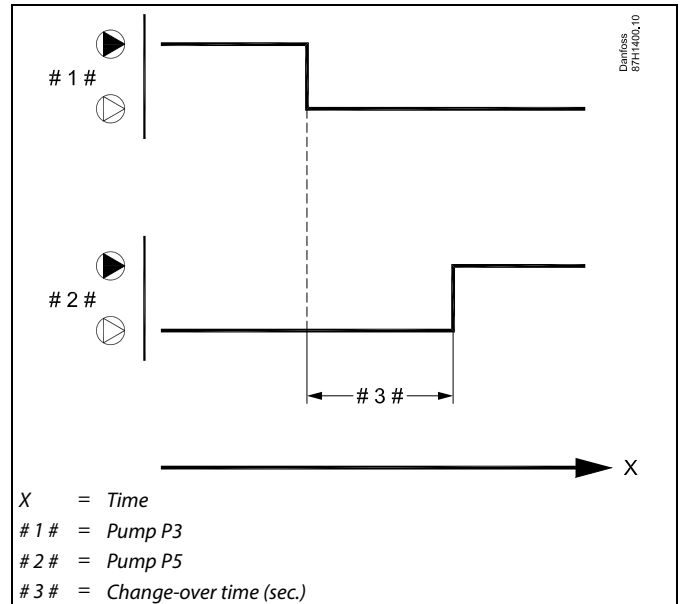 Danfoss
87H1400.10
# 1 #
# 2 #
# 3 #
X
X = Time
# 1 # = Pump P3
# 2 # = Pump P5
# 3 # = Change-over time (sec.)